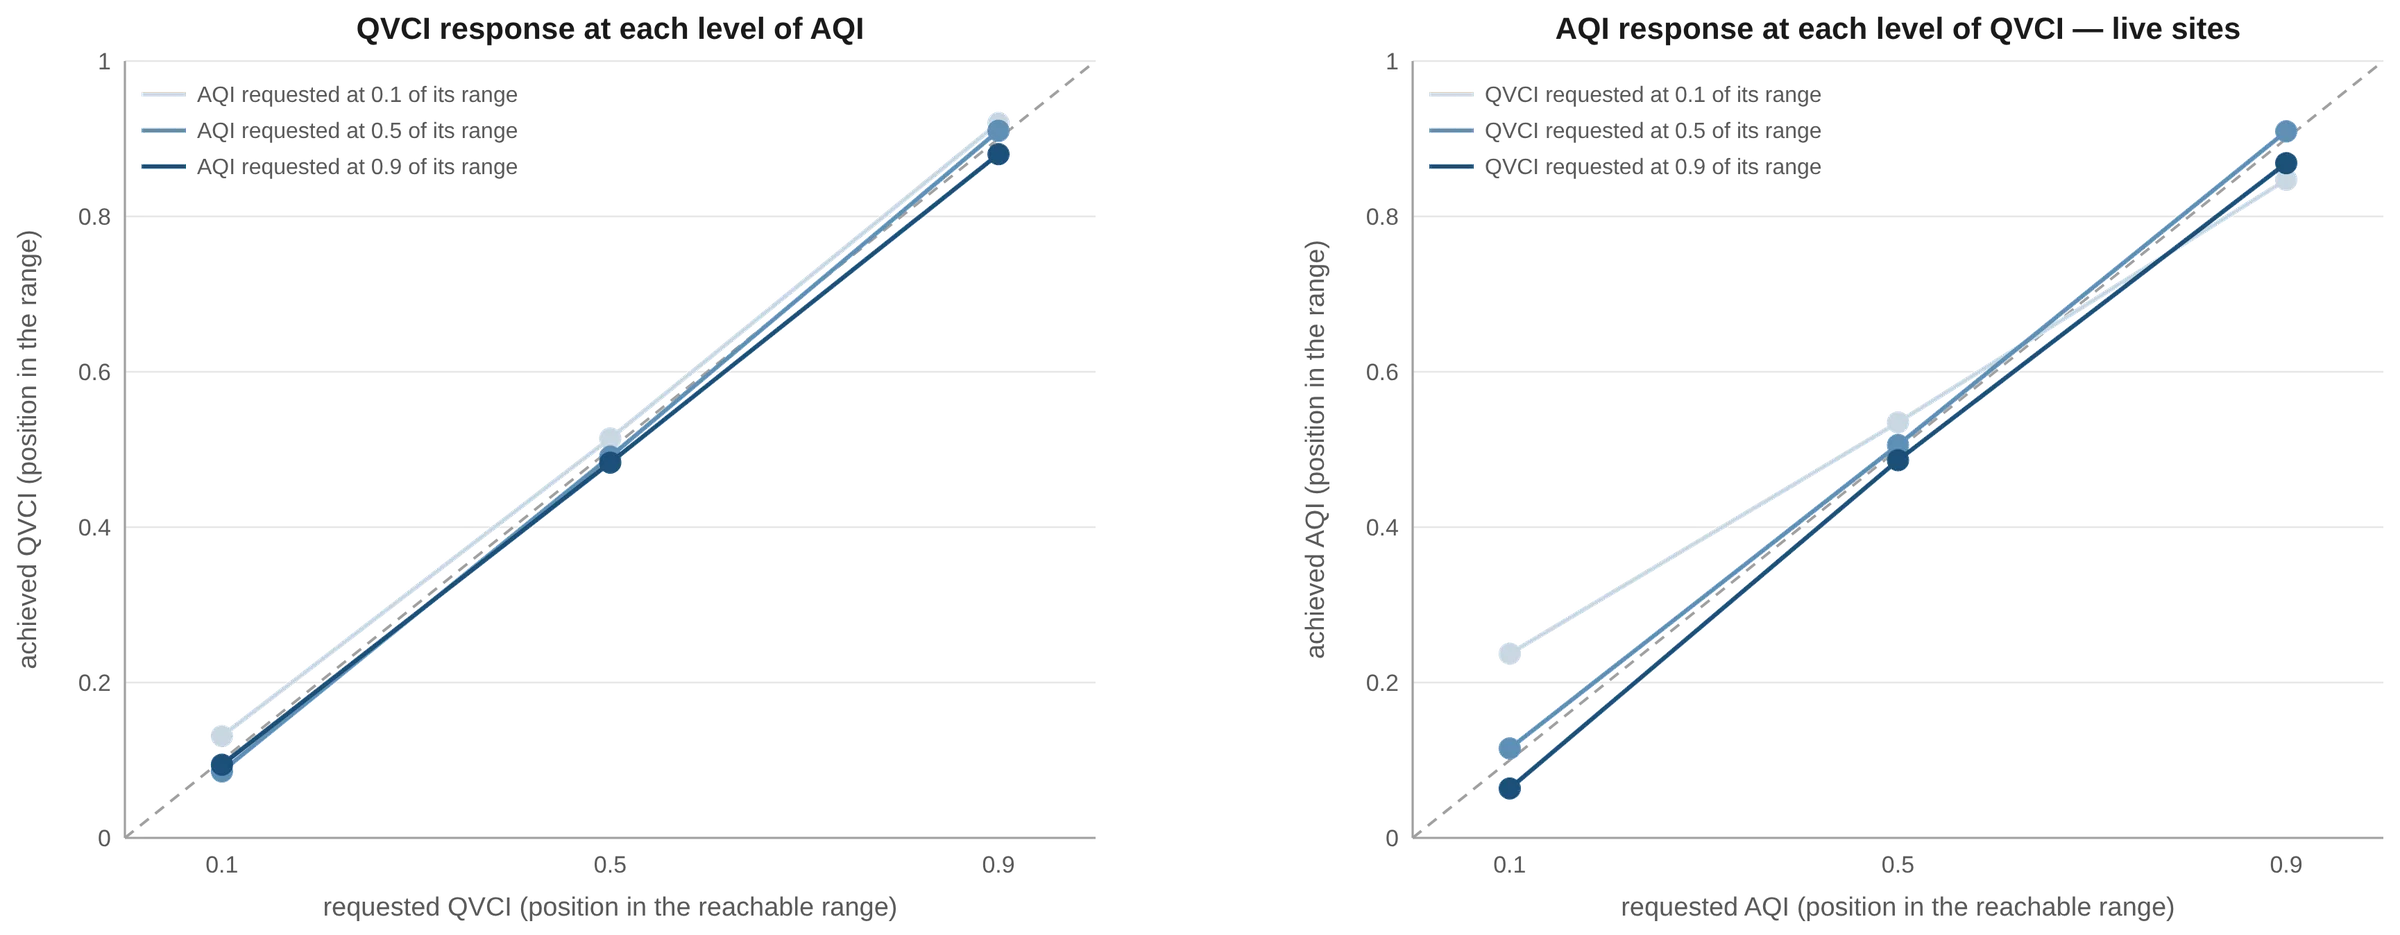 QVCI response at each level of AQI
AQI requested at 0.1 of its range
AQI requested at 0.5 of its range
AQI requested at 0.9 of its range
achieved QVCI (position in the range)
1
0.8
0.6
0.4
0.2
0
0.1
0.5
0.9
requested QVCI (position in the reachable range)
AQI response at each level of QVCI — live sites
QVCI requested at 0.1 of its range
QVCI requested at 0.5 of its range
QVCI requested at 0.9 of its range
achieved AQI (position in the range)
1
0.8
0.6
0.4
0.2
0
0.1
0.5
0.9
requested AQI (position in the reachable range)